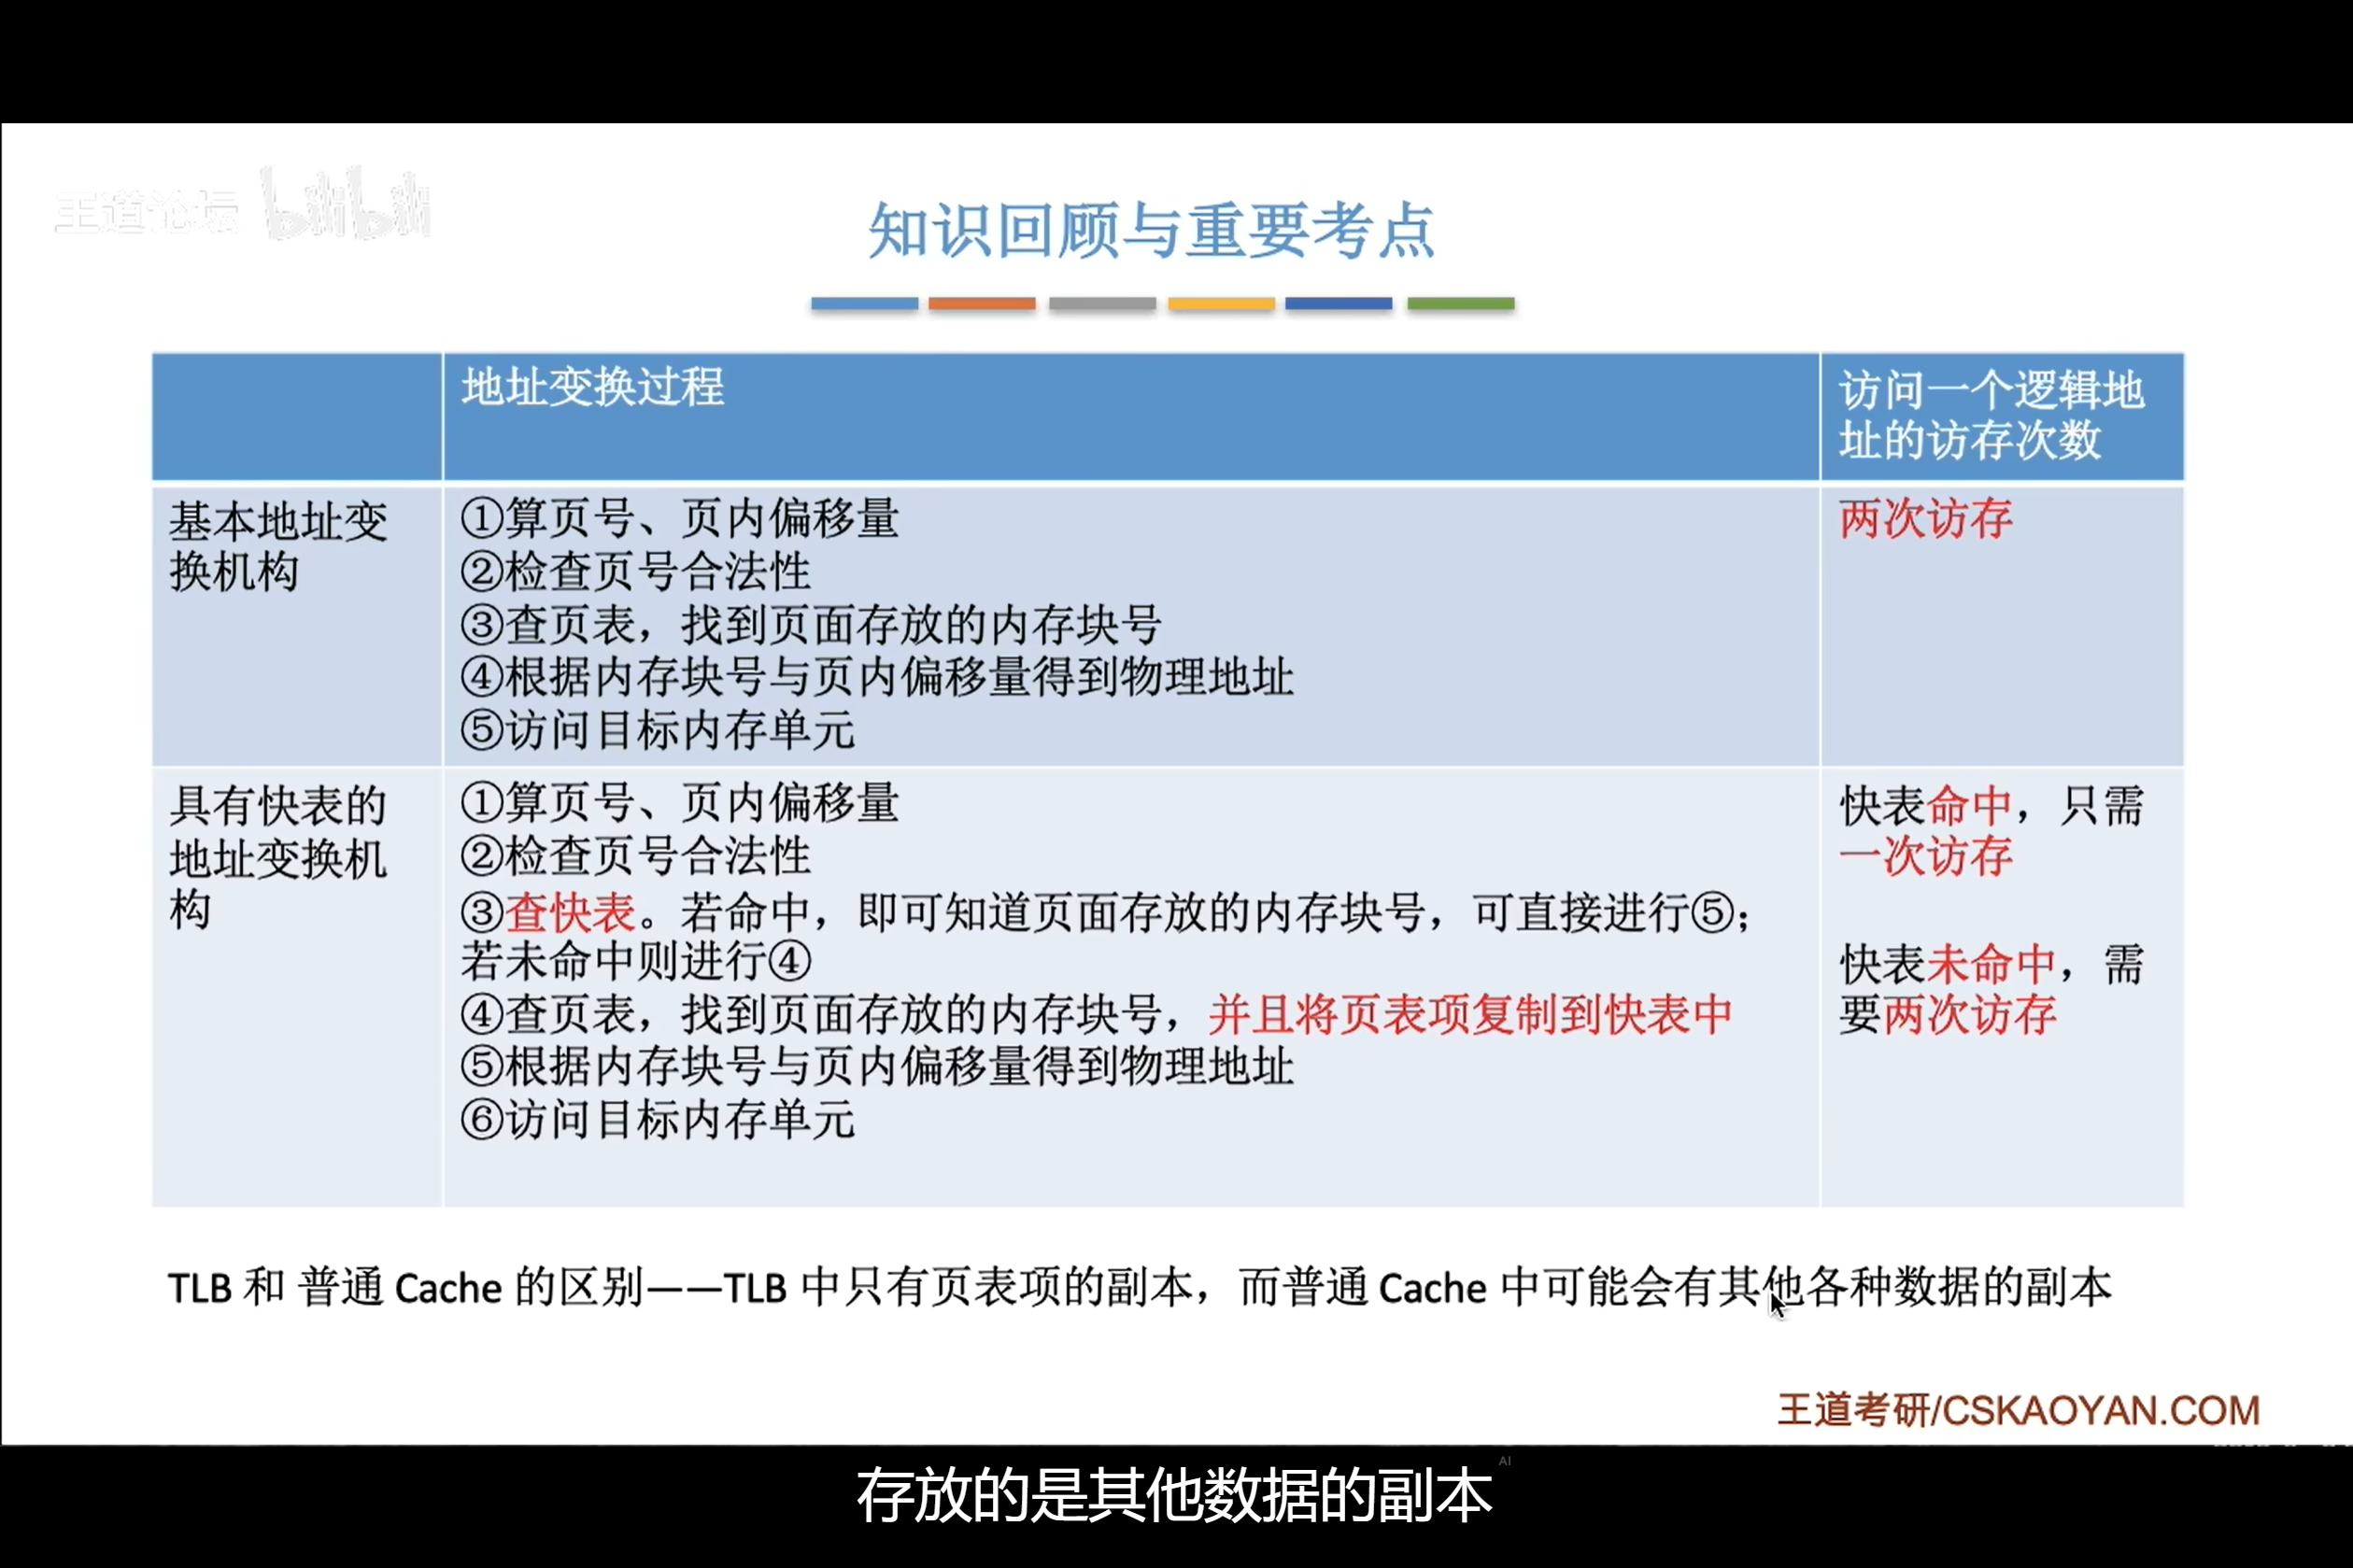 王道论坛 bilibili
知识回顾与重要考点
地址变换过程
访问一个逻辑地
址的访存次数
基本地址变
换机构
①算页号、页内偏移量
②检查页号合法性
③查页表，找到页面存放的内存块号
④根据内存块号与页内偏移量得到物理地址
⑤访问目标内存单元
两次访存
具有快表的
地址变换机
构
①算页号、页内偏移量
②检查页号合法性
③查快表。若命中，即可知道页面存放的内存块号，可直接进行⑤；
若未命中则进行④
④查页表，找到页面存放的内存块号，并且将页表项复制到快表中
⑤根据内存块号与页内偏移量得到物理地址
⑥访问目标内存单元
快表命中，只需
一次访存
快表未命中，需
要两次访存
TLB 和 普通 Cache 的区别——TLB 中只有页表项的副本，而普通 Cache 中可能会有其他各种数据的副本
王道考研/CSKAOYAN.COM
存放的是其他数据的副本
AI